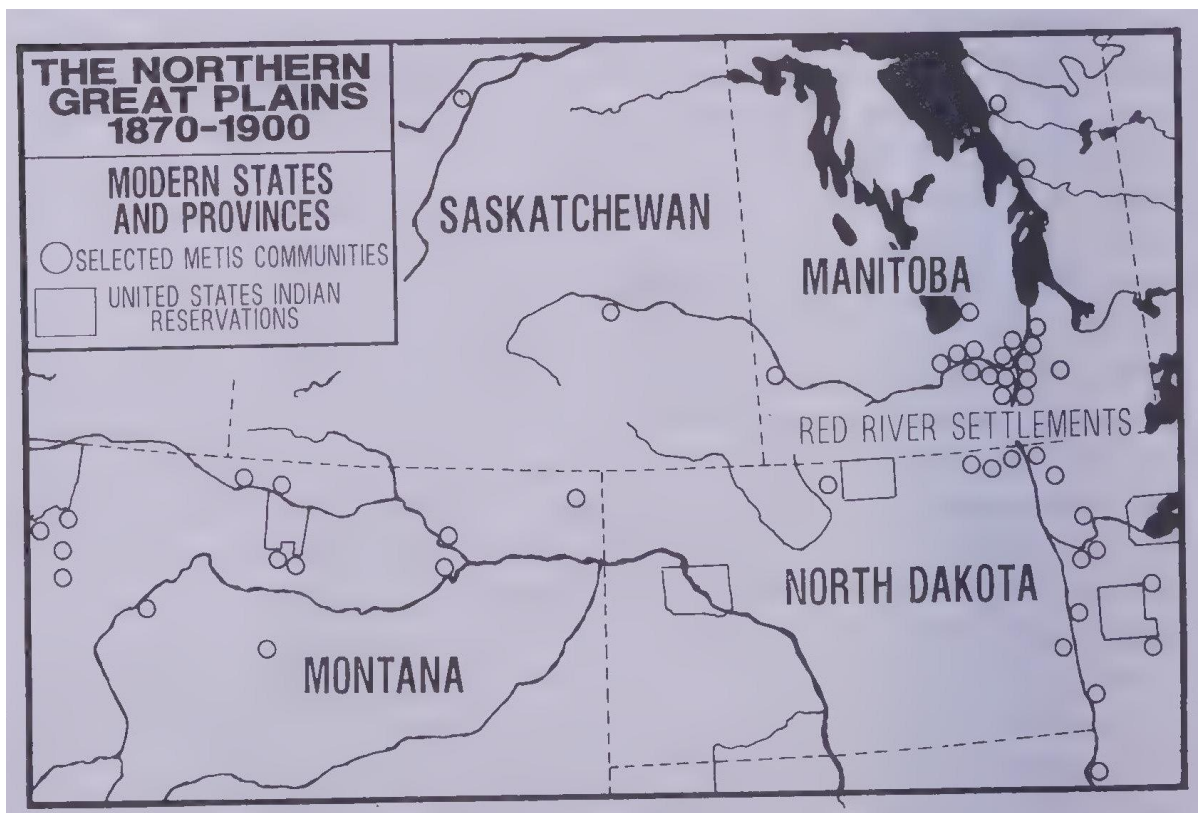 THE NORTHERN
GREAT PLAINS
1870-1900
MODERN STATES
AND PROVINCES
SELECTED METIS COMMUNITIES
UNITED STATES INDIAN
RESERVATIONS
SASKATCHEWAN
MANITOBA
RED RIVER SETTLEMENTS
NORTH DAKOTA
MONTANA